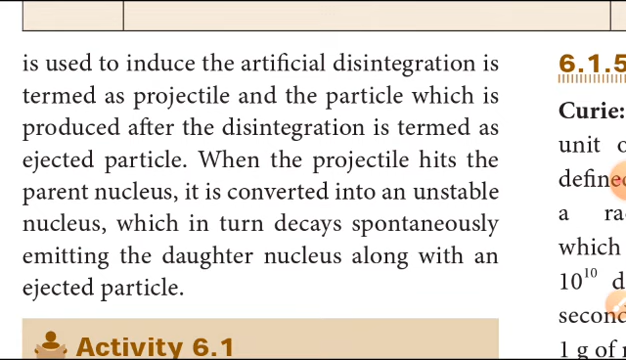 is used to induce the artificial disintegration is
termed as projectile and the particle which is
produced after the disintegration is termed as
ejected particle. When the projectile hits the
parent nucleus, it is converted into an unstable
nucleus, which in turn decays spontaneously
emitting the daughter nucleus along with an
ejected particle.
Activity 6.1
6.1.5
Curie:
unit
define
a
which
10¹⁰
second
1 g of